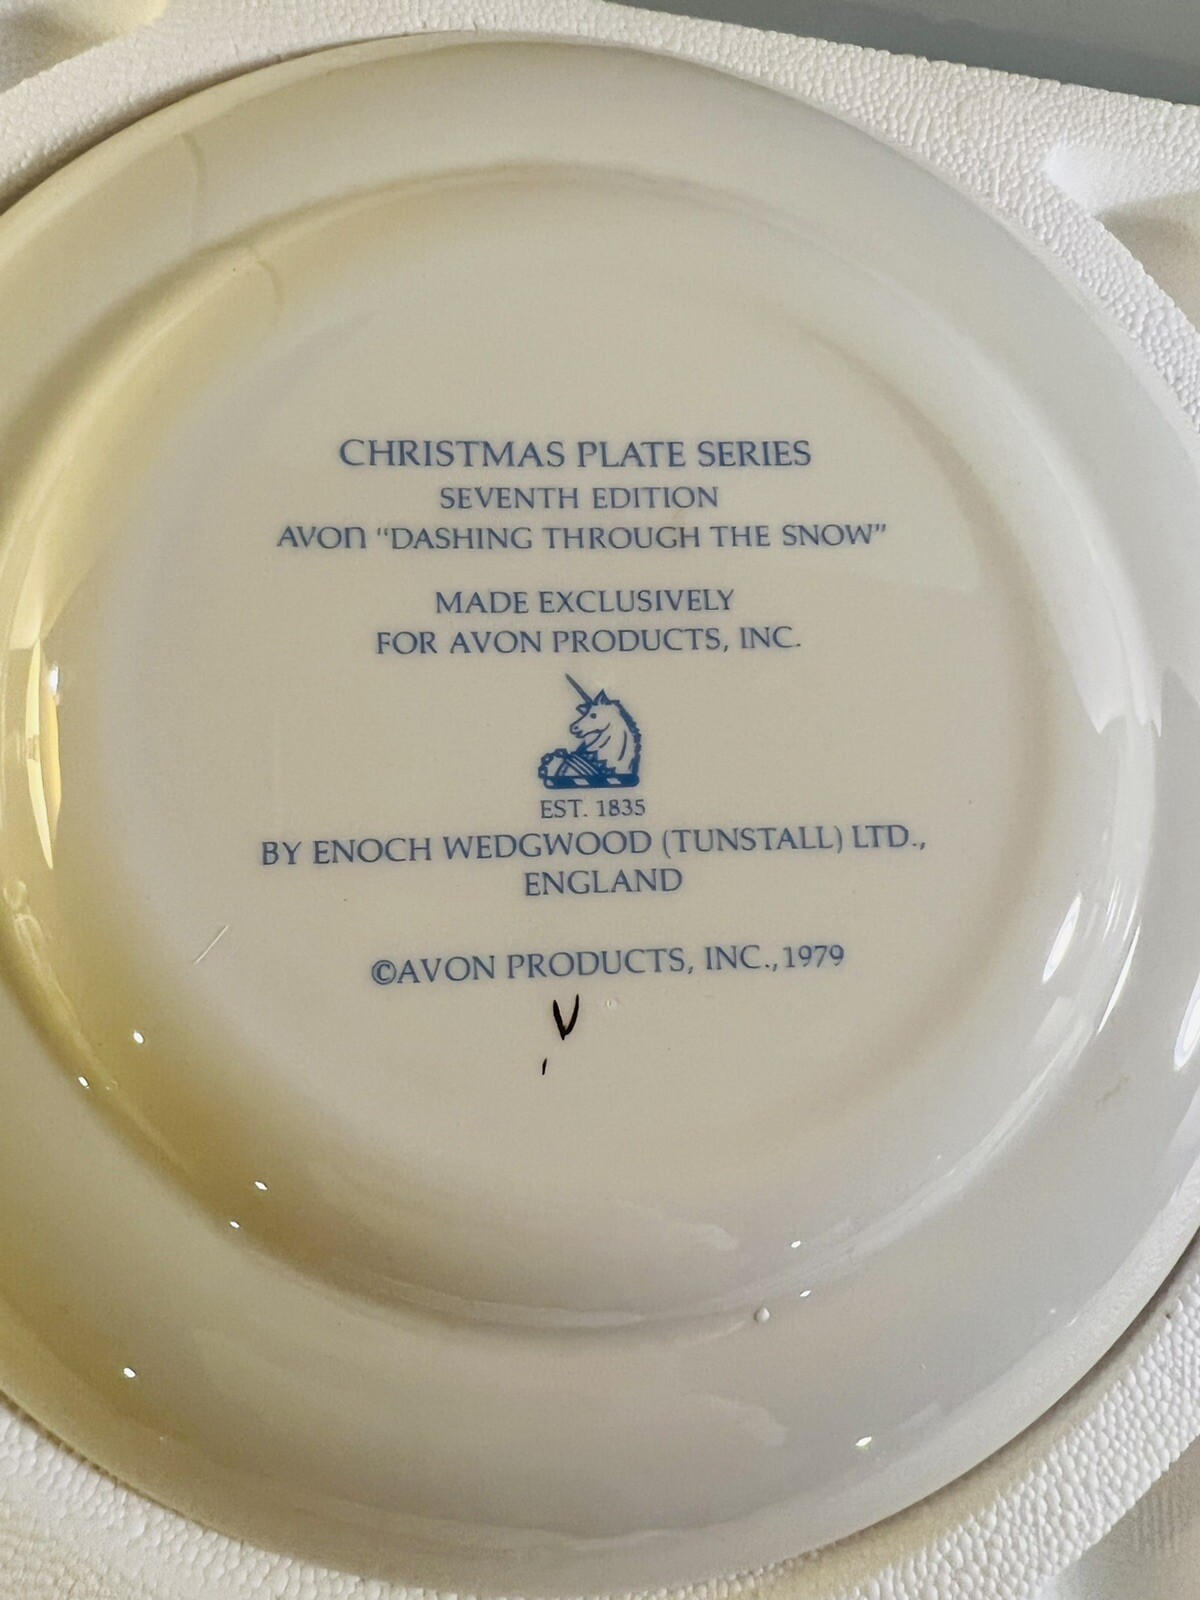 CHRISTMAS PLATE SERIES
SEVENTH EDITION
AVON "DASHING THROUGH THE SNOW"
MADE EXCLUSIVELY
FOR AVON PRODUCTS, INC.
EST. 1835
BY ENOCH WEDGWOOD (TUNSTALL) LTD.,
ENGLAND
©AVON PRODUCTS, INC., 1979